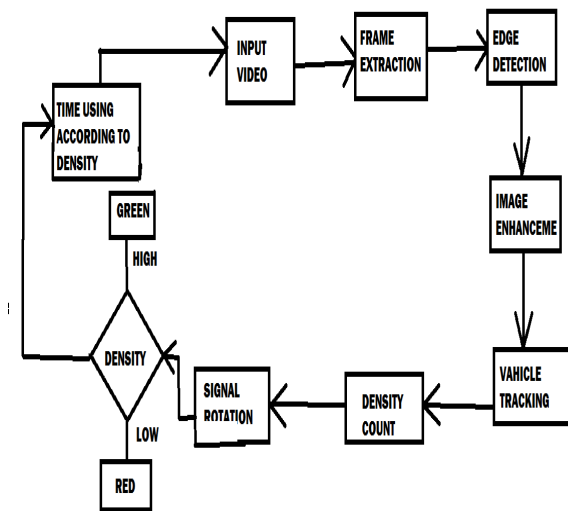 INPUT
VIDEO
FRAME
EXTRACTION
EDGE
DETECTION
TIME USING
ACCORDING TO
DENSITY
GREEN
HIGH
IMAGE
ENHANCEME
DENSITY
SIGNAL
ROTATION
DENSITY
COUNT
VAHICLE
TRACKING
LOW
RED